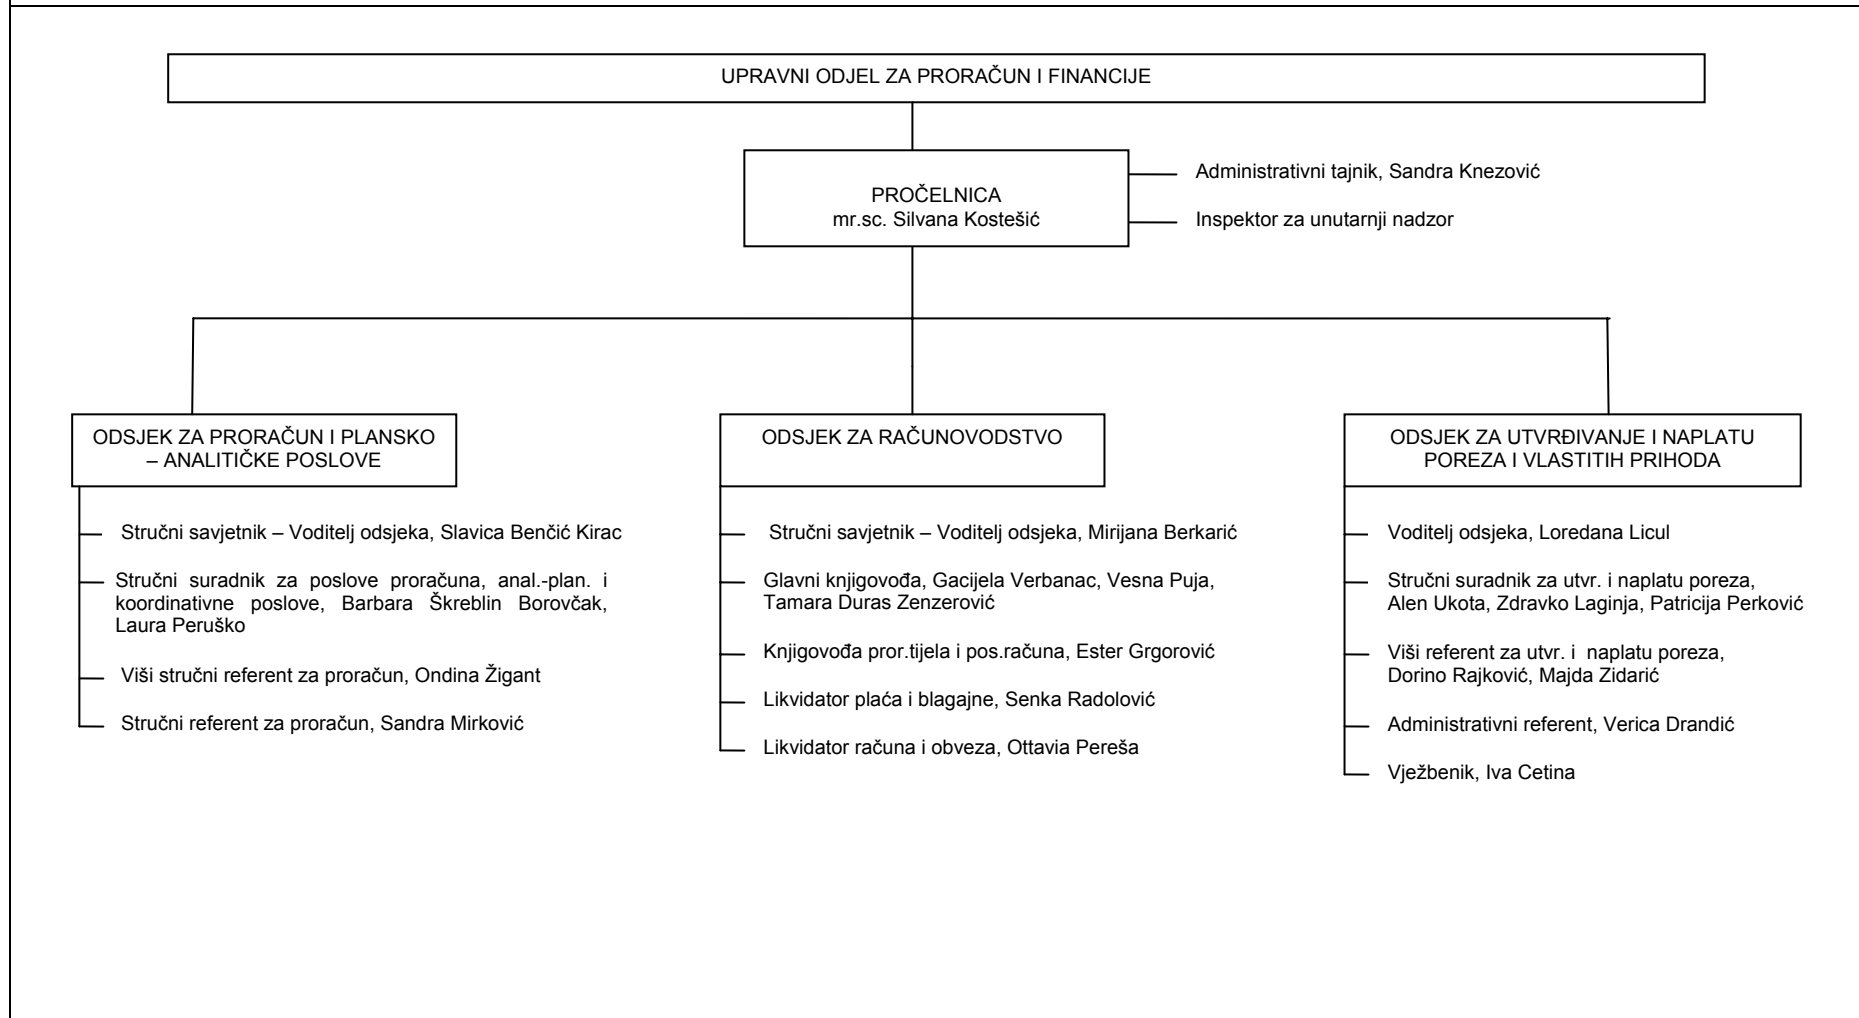 UPRAVNI ODJEL ZA PRORAČUN I FINANCIJE
PROČELNICA
mr.sc. Silvana Kostešić
Administrativni tajnik, Sandra Knezović
Inspektor za unutarnji nadzor
ODSJEK ZA PRORAČUN I PLANSKO
– ANALITIČKE POSLOVE
Stručni savjetnik – Voditelj odsjeka, Slavica Benčić Kirac
Stručni suradnik za poslove proračuna, anal.-plan. i
koordinativne poslove, Barbara Škreblin Borovčak,
Laura Peruško
Viši stručni referent za proračun, Ondina Žigant
Stručni referent za proračun, Sandra Mirković
ODSJEK ZA RAČUNOVODSTVO
Stručni savjetnik – Voditelj odsjeka, Mirijana Berkarić
Glavni knjigovođa, Gacijela Verbanac, Vesna Puja,
Tamara Duras Zenzerović
Knjigovođa pror.tijela i pos.računa, Ester Grgorović
Likvidator plaća i blagajne, Senka Radolović
Likvidator računa i obveza, Ottavia Pereša
ODSJEK ZA UTVRĐIVANJE I NAPLATU
POREZA I VLASTITIH PRIHODA
Voditelj odsjeka, Loredana Licul
Stručni suradnik za utvr. i naplatu poreza,
Alen Ukota, Zdravko Laginja, Patricija Perković
Viši referent za utvr. i  naplatu poreza,
Dorino Rajković, Majda Zidarić
Administrativni referent, Verica Drandić
Vježbenik, Iva Cetina